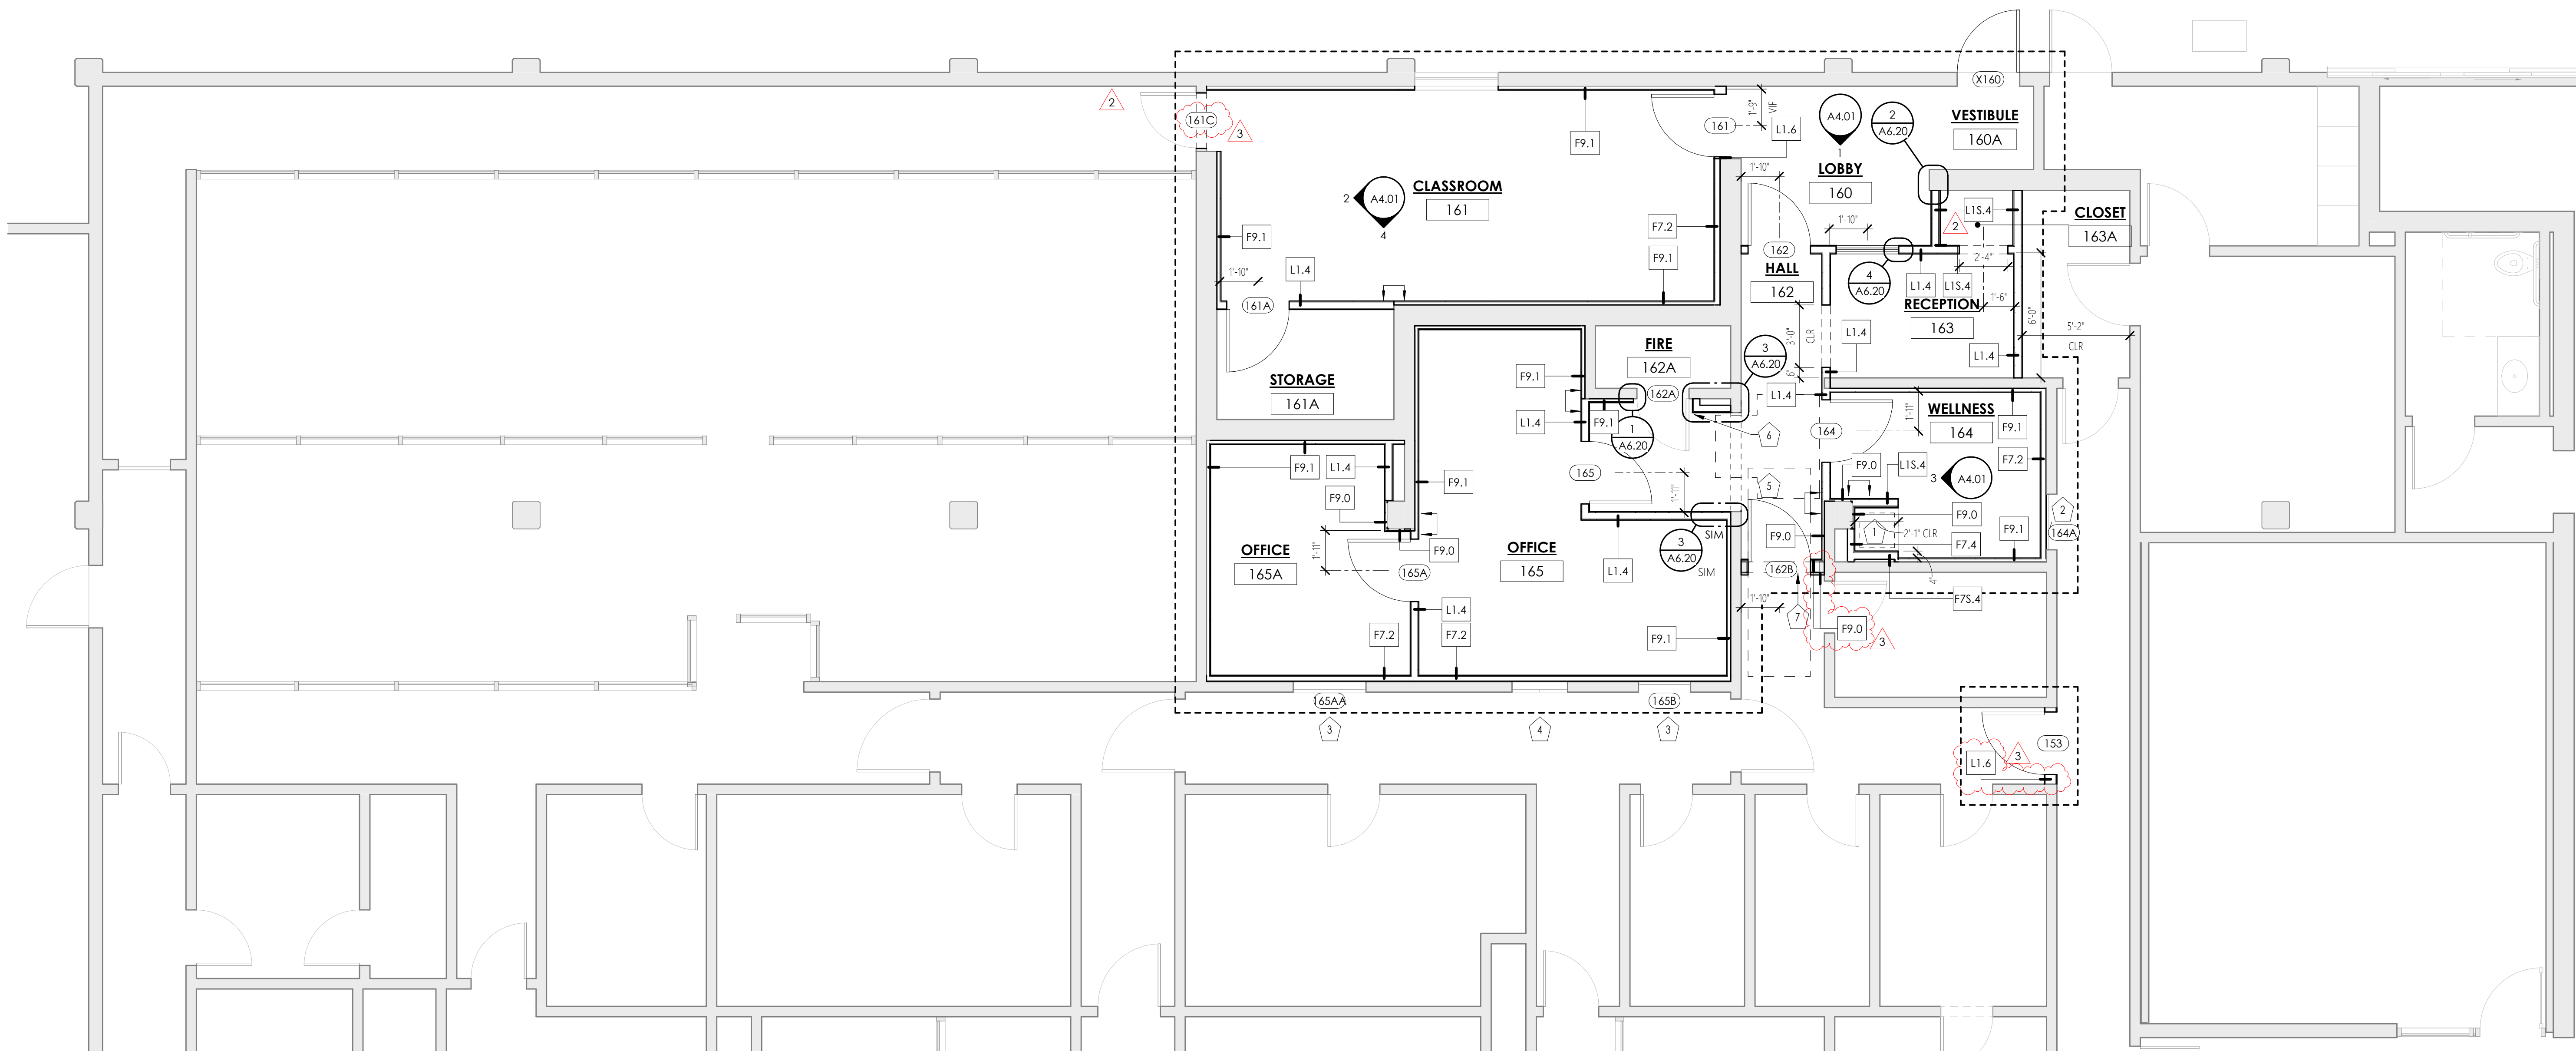 X160
2
161C
3
161
1'-9"
VIF
L1.6
A4.01
1
2
A6.20
VESTIBULE
160A
F9.1
1'-10"
LOBBY
160
2
A4.01
4
CLASSROOM
161
1'-10"
L1S.4
2
CLOSET
163A
F9.1
F7.2
162
HALL
162
F9.1
4
A6.20
L1.4
L1S.4
2'-4"
1'-10"
L1.4
161A
RECEPTION
163
1'-6"
6'-0"
5'-2"
CLR
3'-0"
CLR
L1.4
L1.4
6"
FIRE
162A
3
A6.20
STORAGE
161A
F9.1
162A
L1.4
L1.4
F9.1
1
A6.20
6
WELLNESS
164
1'-11"
164
F9.1
F7.2
F9.1
L1.4
F9.0
F9.1
165
1'-11"
5
F9.0
L1S.4
3
A4.01
F9.0
1
2'-1" CLR
F9.1
F7.4
2
164A
OFFICE
165A
1'-11"
F9.0
165A
OFFICE
165
SIM
3
A6.20
SIM
F9.0
L1.4
162B
4"
F7S.4
1'-10"
7
L1.4
F7.2
F7.2
F9.1
F9.0
3
165AA
165B
3
4
3
153
3
L1.6